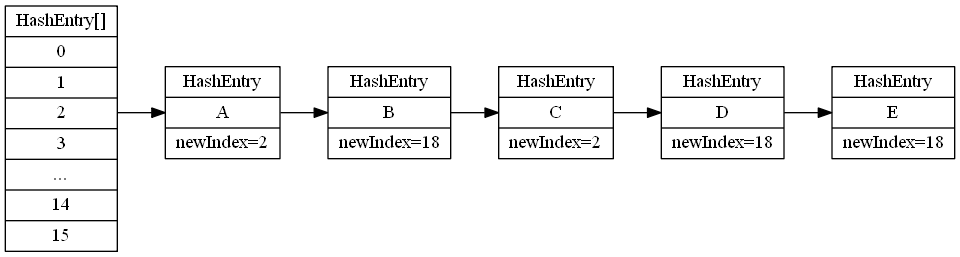 HashEntry[]
0
1
2
3
...
14
15
HashEntry
A
newIndex=2
HashEntry
B
newIndex=18
HashEntry
C
newIndex=2
HashEntry
D
newIndex=18
HashEntry
E
newIndex=18